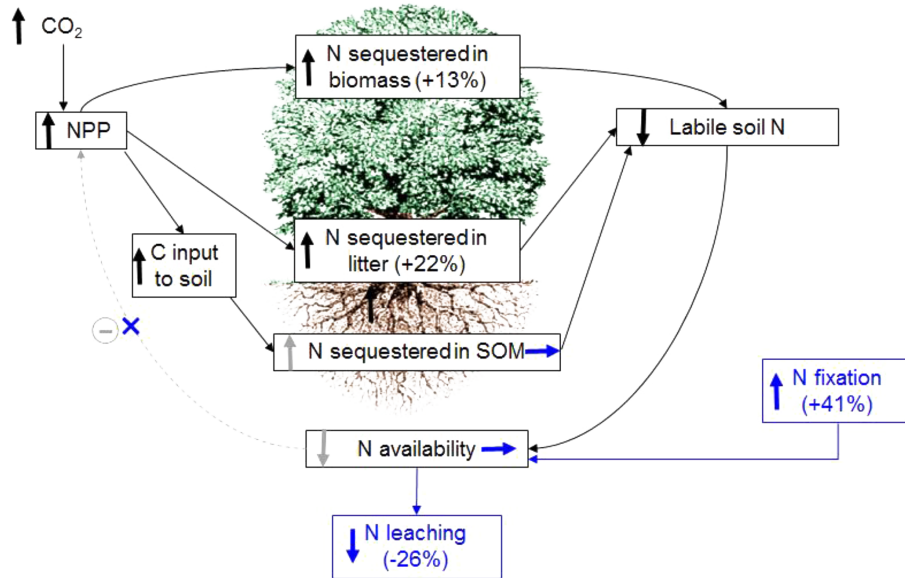 CO₂
N sequestered in
biomass (+13%)
NPP
Labile soil N
N sequestered in
litter (+22%)
C input
to soil
N sequestered in SOM
N fixation
(+41%)
N availability
N leaching
(-26%)